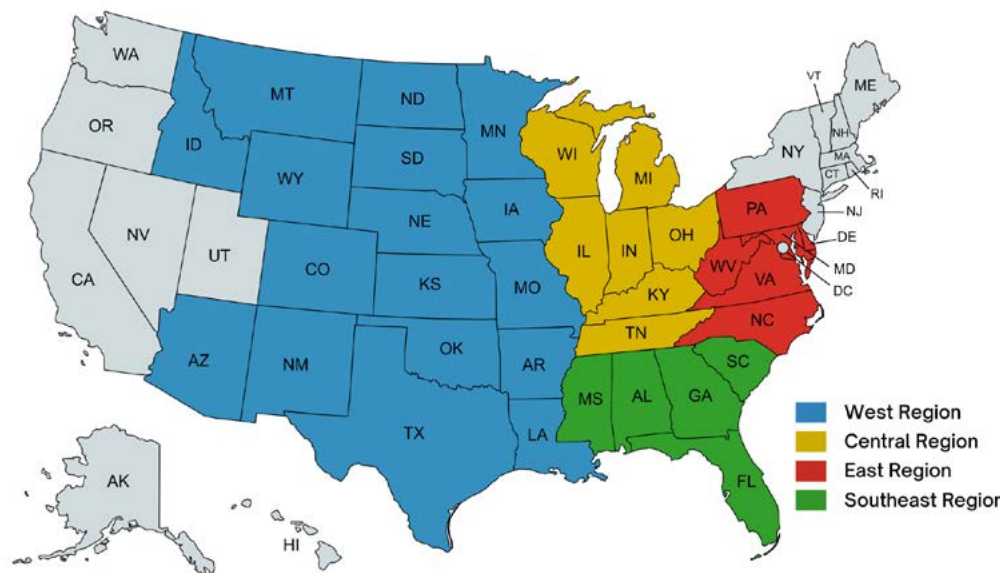 WA
OR
CA
NV
ID
MT
WY
UT
AZ
CO
NM
ND
SD
NE
KS
OK
TX
MN
IA
MO
AR
LA
WI
IL
MI
IN
OH
KY
TN
MS
AL
GA
FL
SC
NC
VA
WV
PA
NY
VT
NH
ME
MA
CT
RI
NJ
DE
MD
DC
AK
HI
West Region
Central Region
East Region
Southeast Region